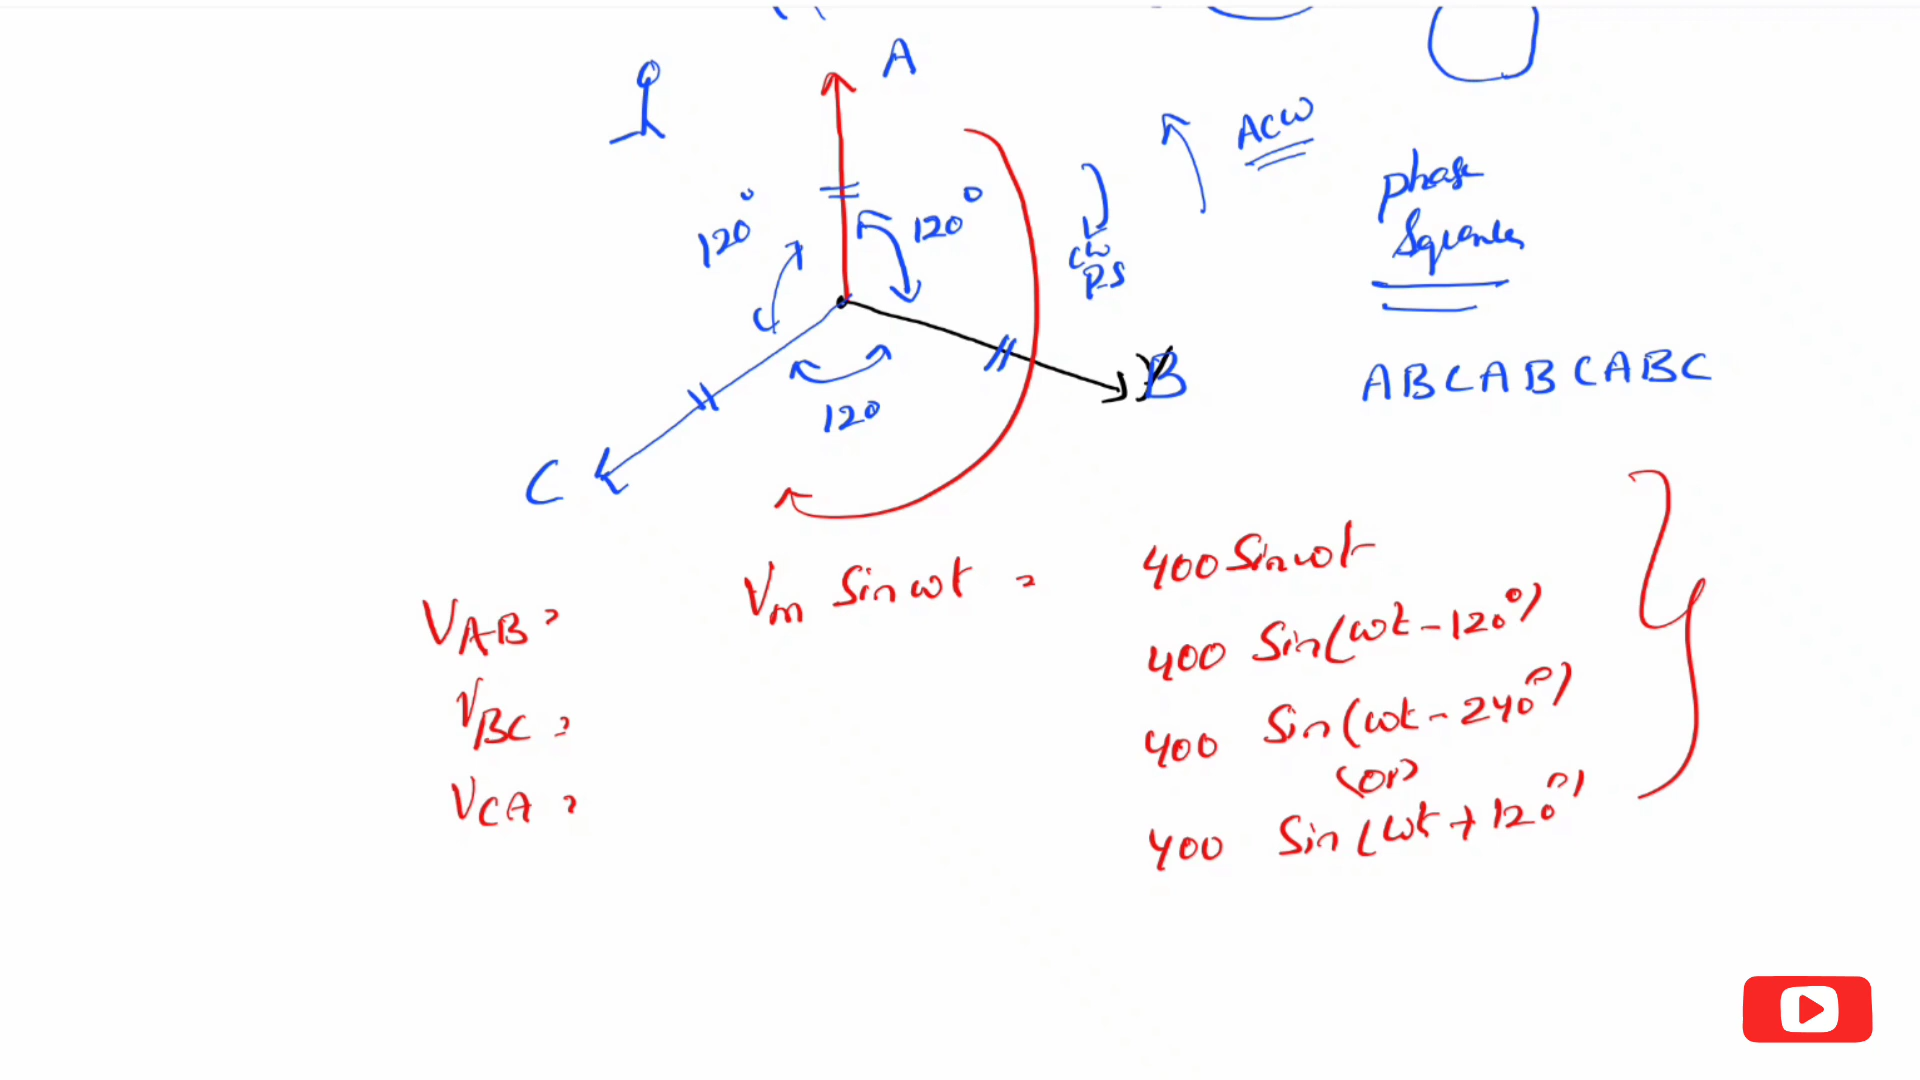 A
ACW
phase
Squence
120°
120°
CW
PS
B
ABCABCABC
120
C
Vm Sin ωt = 400 Sin ωt
VAB =
400 Sin(ωt - 120°)
VBC =
400 Sin(ωt - 240°)
(or)
VCA =
400 Sin(ωt + 120°)